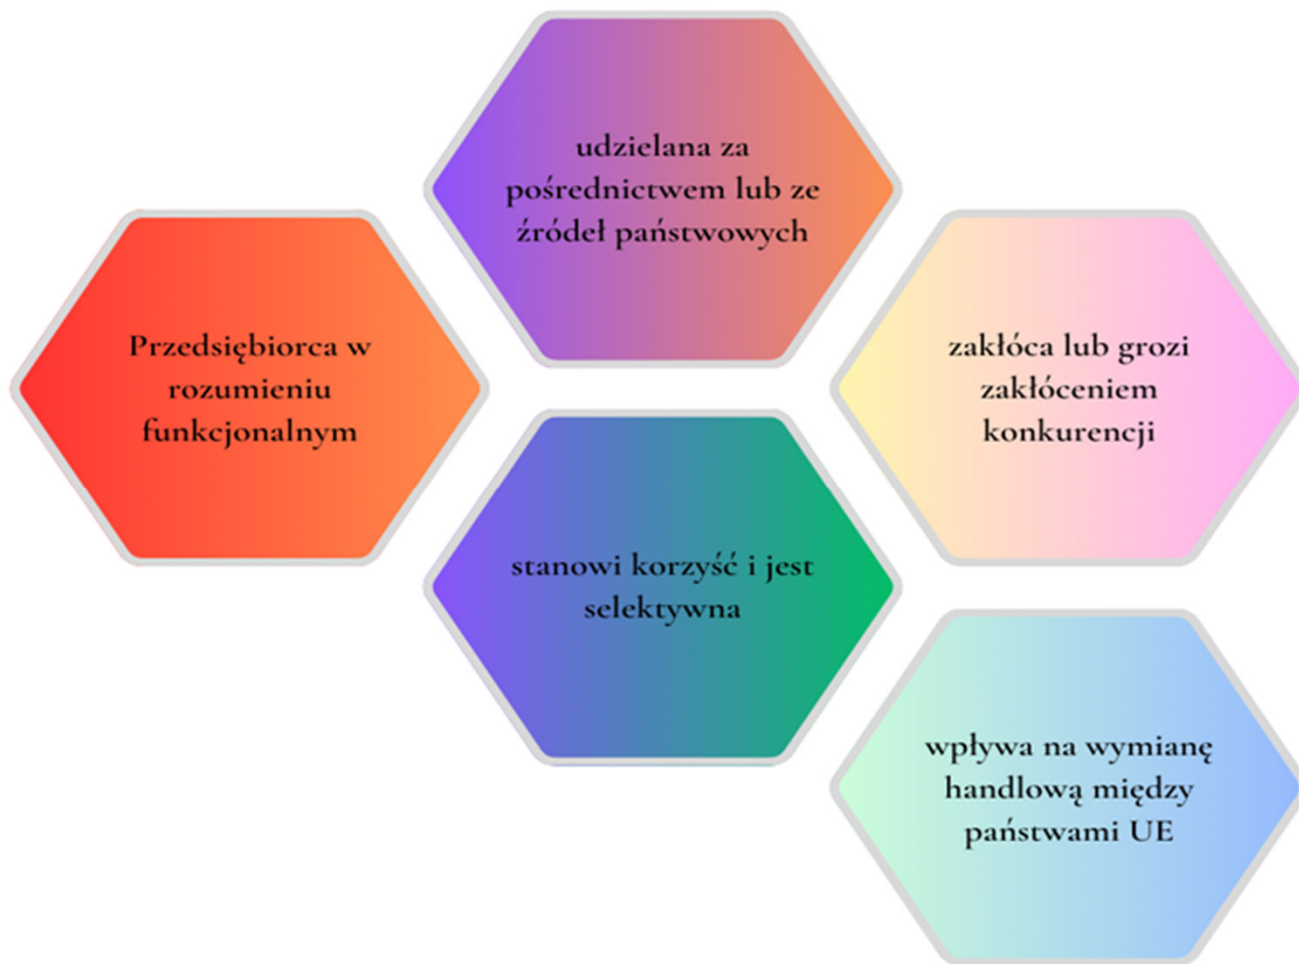 udzielana za
pośrednictwem lub ze
źródeł państwowych
Przedsiębiorca w
rozumieniu
funkcjonalnym
zakłóca lub grozi
zakłóceniem
konkurencji
stanowi korzyść i jest
selektywna
wpływa na wymianę
handlową między
państwami UE